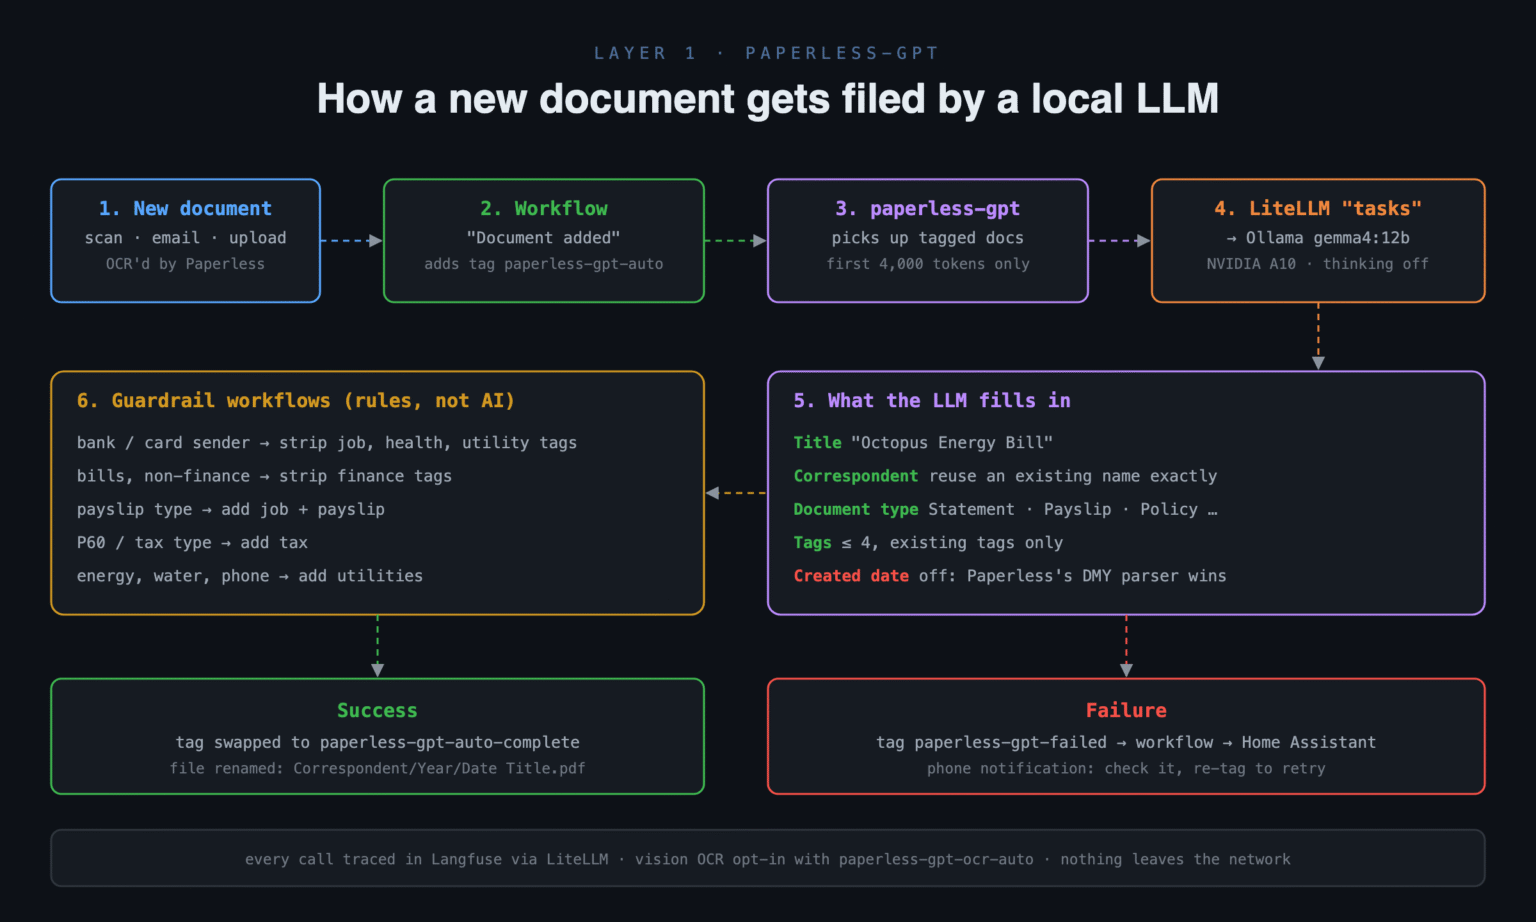 LAYER 1 · PAPERLESS-GPT
How a new document gets filed by a local LLM
1. New document
scan · email · upload
OCR'd by Paperless
2. Workflow
"Document added"
adds tag paperless-gpt-auto
3. paperless-gpt
picks up tagged docs
first 4,000 tokens only
4. LiteLLM "tasks"
→ Ollama gemma4:12b
NVIDIA A10 · thinking off
5. What the LLM fills in
Title "Octopus Energy Bill"
Correspondent reuse an existing name exactly
Document type Statement · Payslip · Policy …
Tags ≤ 4, existing tags only
Created date off: Paperless's DMY parser wins
6. Guardrail workflows (rules, not AI)
bank / card sender → strip job, health, utility tags
bills, non-finance → strip finance tags
payslip type → add job + payslip
P60 / tax type → add tax
energy, water, phone → add utilities
Success
tag swapped to paperless-gpt-auto-complete
file renamed: Correspondent/Year/Date Title.pdf
Failure
tag paperless-gpt-failed → workflow → Home Assistant
phone notification: check it, re-tag to retry
every call traced in Langfuse via LiteLLM · vision OCR opt-in with paperless-gpt-ocr-auto · nothing leaves the network